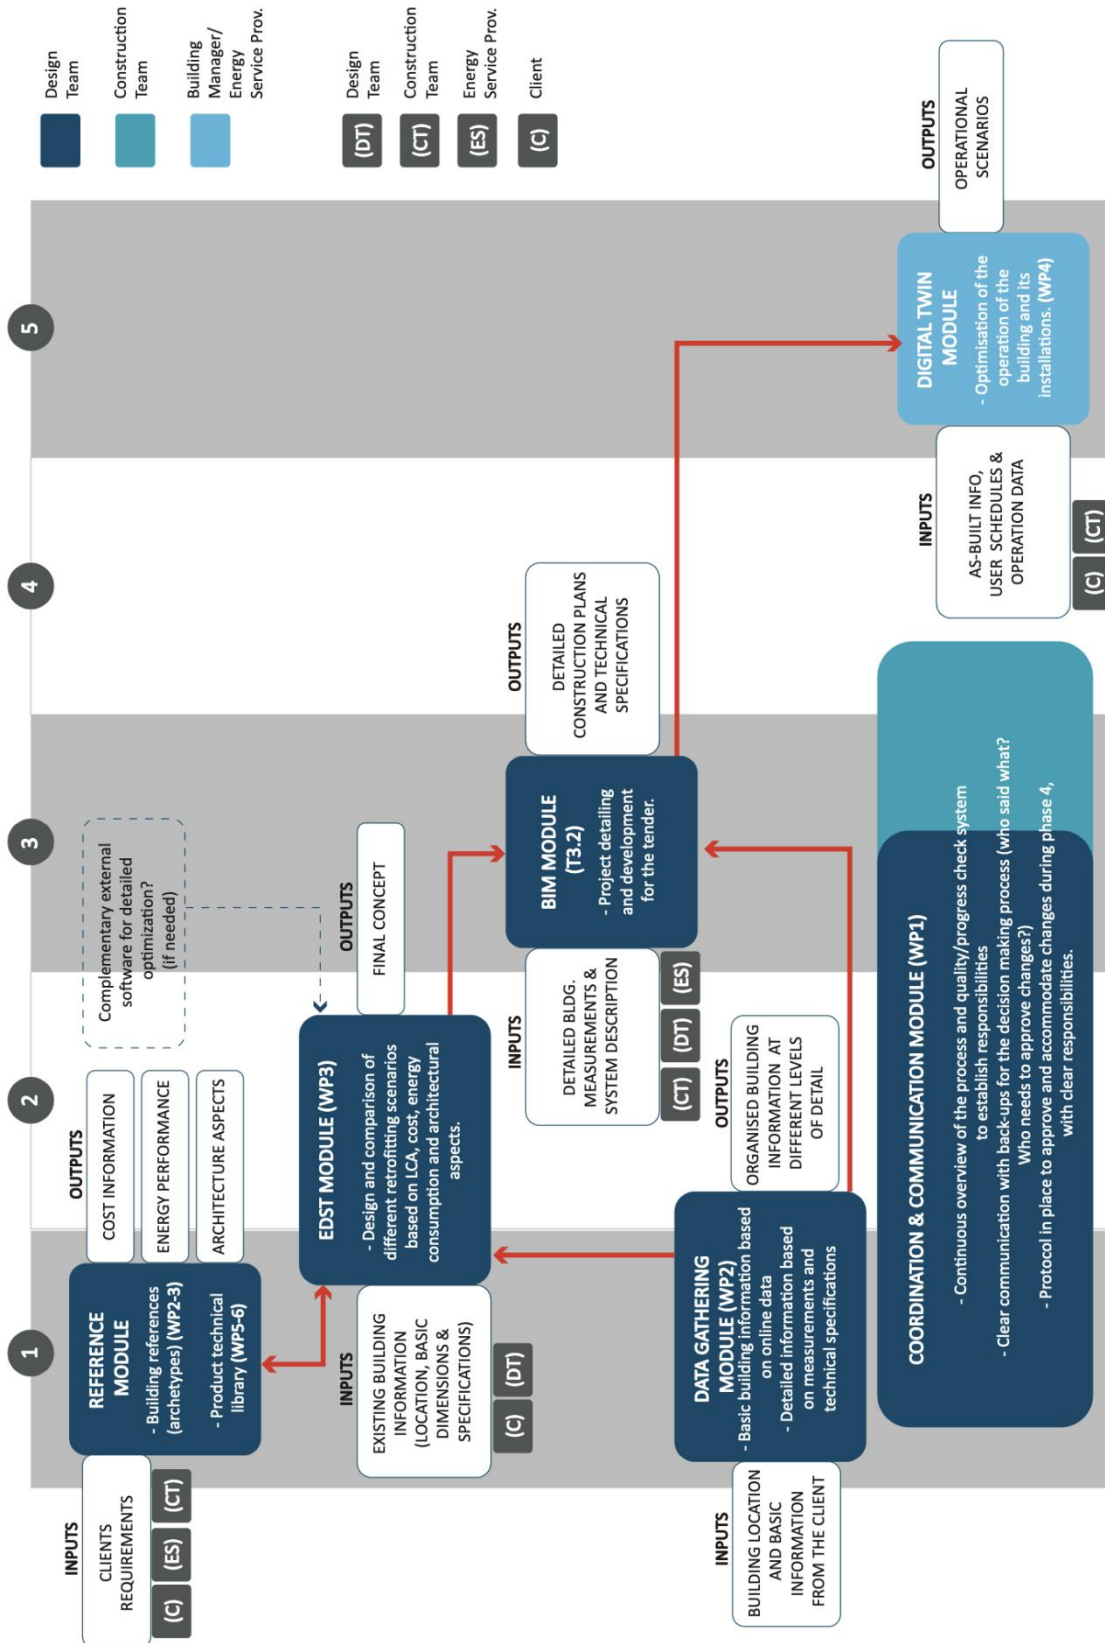 1
2
3
4
5
Design
Team
Construction
Team
Building
Manager/
Energy
Service Prov.
(DT)
Design
Team
(CT)
Construction
Team
(ES)
Energy
Service Prov.
(C)
Client
INPUTS
CLIENTS
REQUIREMENTS
(C)
(ES)
(CT)
REFERENCE
MODULE
- Building references
(archetypes) (WP2-3)
- Product technical
library (WP5-6)
OUTPUTS
COST INFORMATION
ENERGY PERFORMANCE
ARCHITECTURE ASPECTS
Complementary external
software for detailed
optimization?
(if needed)
INPUTS
EXISTING BUILDING
INFORMATION
(LOCATION, BASIC
DIMENSIONS &
SPECIFICATIONS)
(C)
(DT)
EDST MODULE (WP3)
- Design and comparison of
different retrofitting scenarios
based on LCA, cost, energy
consumption and architectural
aspects.
OUTPUTS
FINAL CONCEPT
INPUTS
DETAILED BLDG.
MEASUREMENTS &
SYSTEM DESCRIPTION
(CT)
(DT)
(ES)
BIM MODULE
(T3.2)
- Project detailing
and development
for the tender.
OUTPUTS
DETAILED
CONSTRUCTION PLANS
AND TECHNICAL
SPECIFICATIONS
INPUTS
BUILDING LOCATION
AND BASIC
INFORMATION
FROM THE CLIENT
DATA GATHERING
MODULE (WP2)
- Basic building information based
on online data
- Detailed information based
on measurements and
technical specifications
OUTPUTS
ORGANISED BUILDING
INFORMATION AT
DIFFERENT LEVELS
OF DETAIL
COORDINATION & COMMUNICATION MODULE (WP1)
- Continuous overview of the process and quality/progress check system
to establish responsibilities
- Clear communication with back-ups for the decision making process (who said what?
Who needs to approve changes?)
- Protocol in place to approve and accommodate changes during phase 4,
with clear responsibilities.
INPUTS
AS-BUILT INFO,
USER SCHEDULES &
OPERATION DATA
(C)
(CT)
DIGITAL TWIN
MODULE
- Optimisation of the
operation of the
building and its
installations. (WP4)
OUTPUTS
OPERATIONAL
SCENARIOS